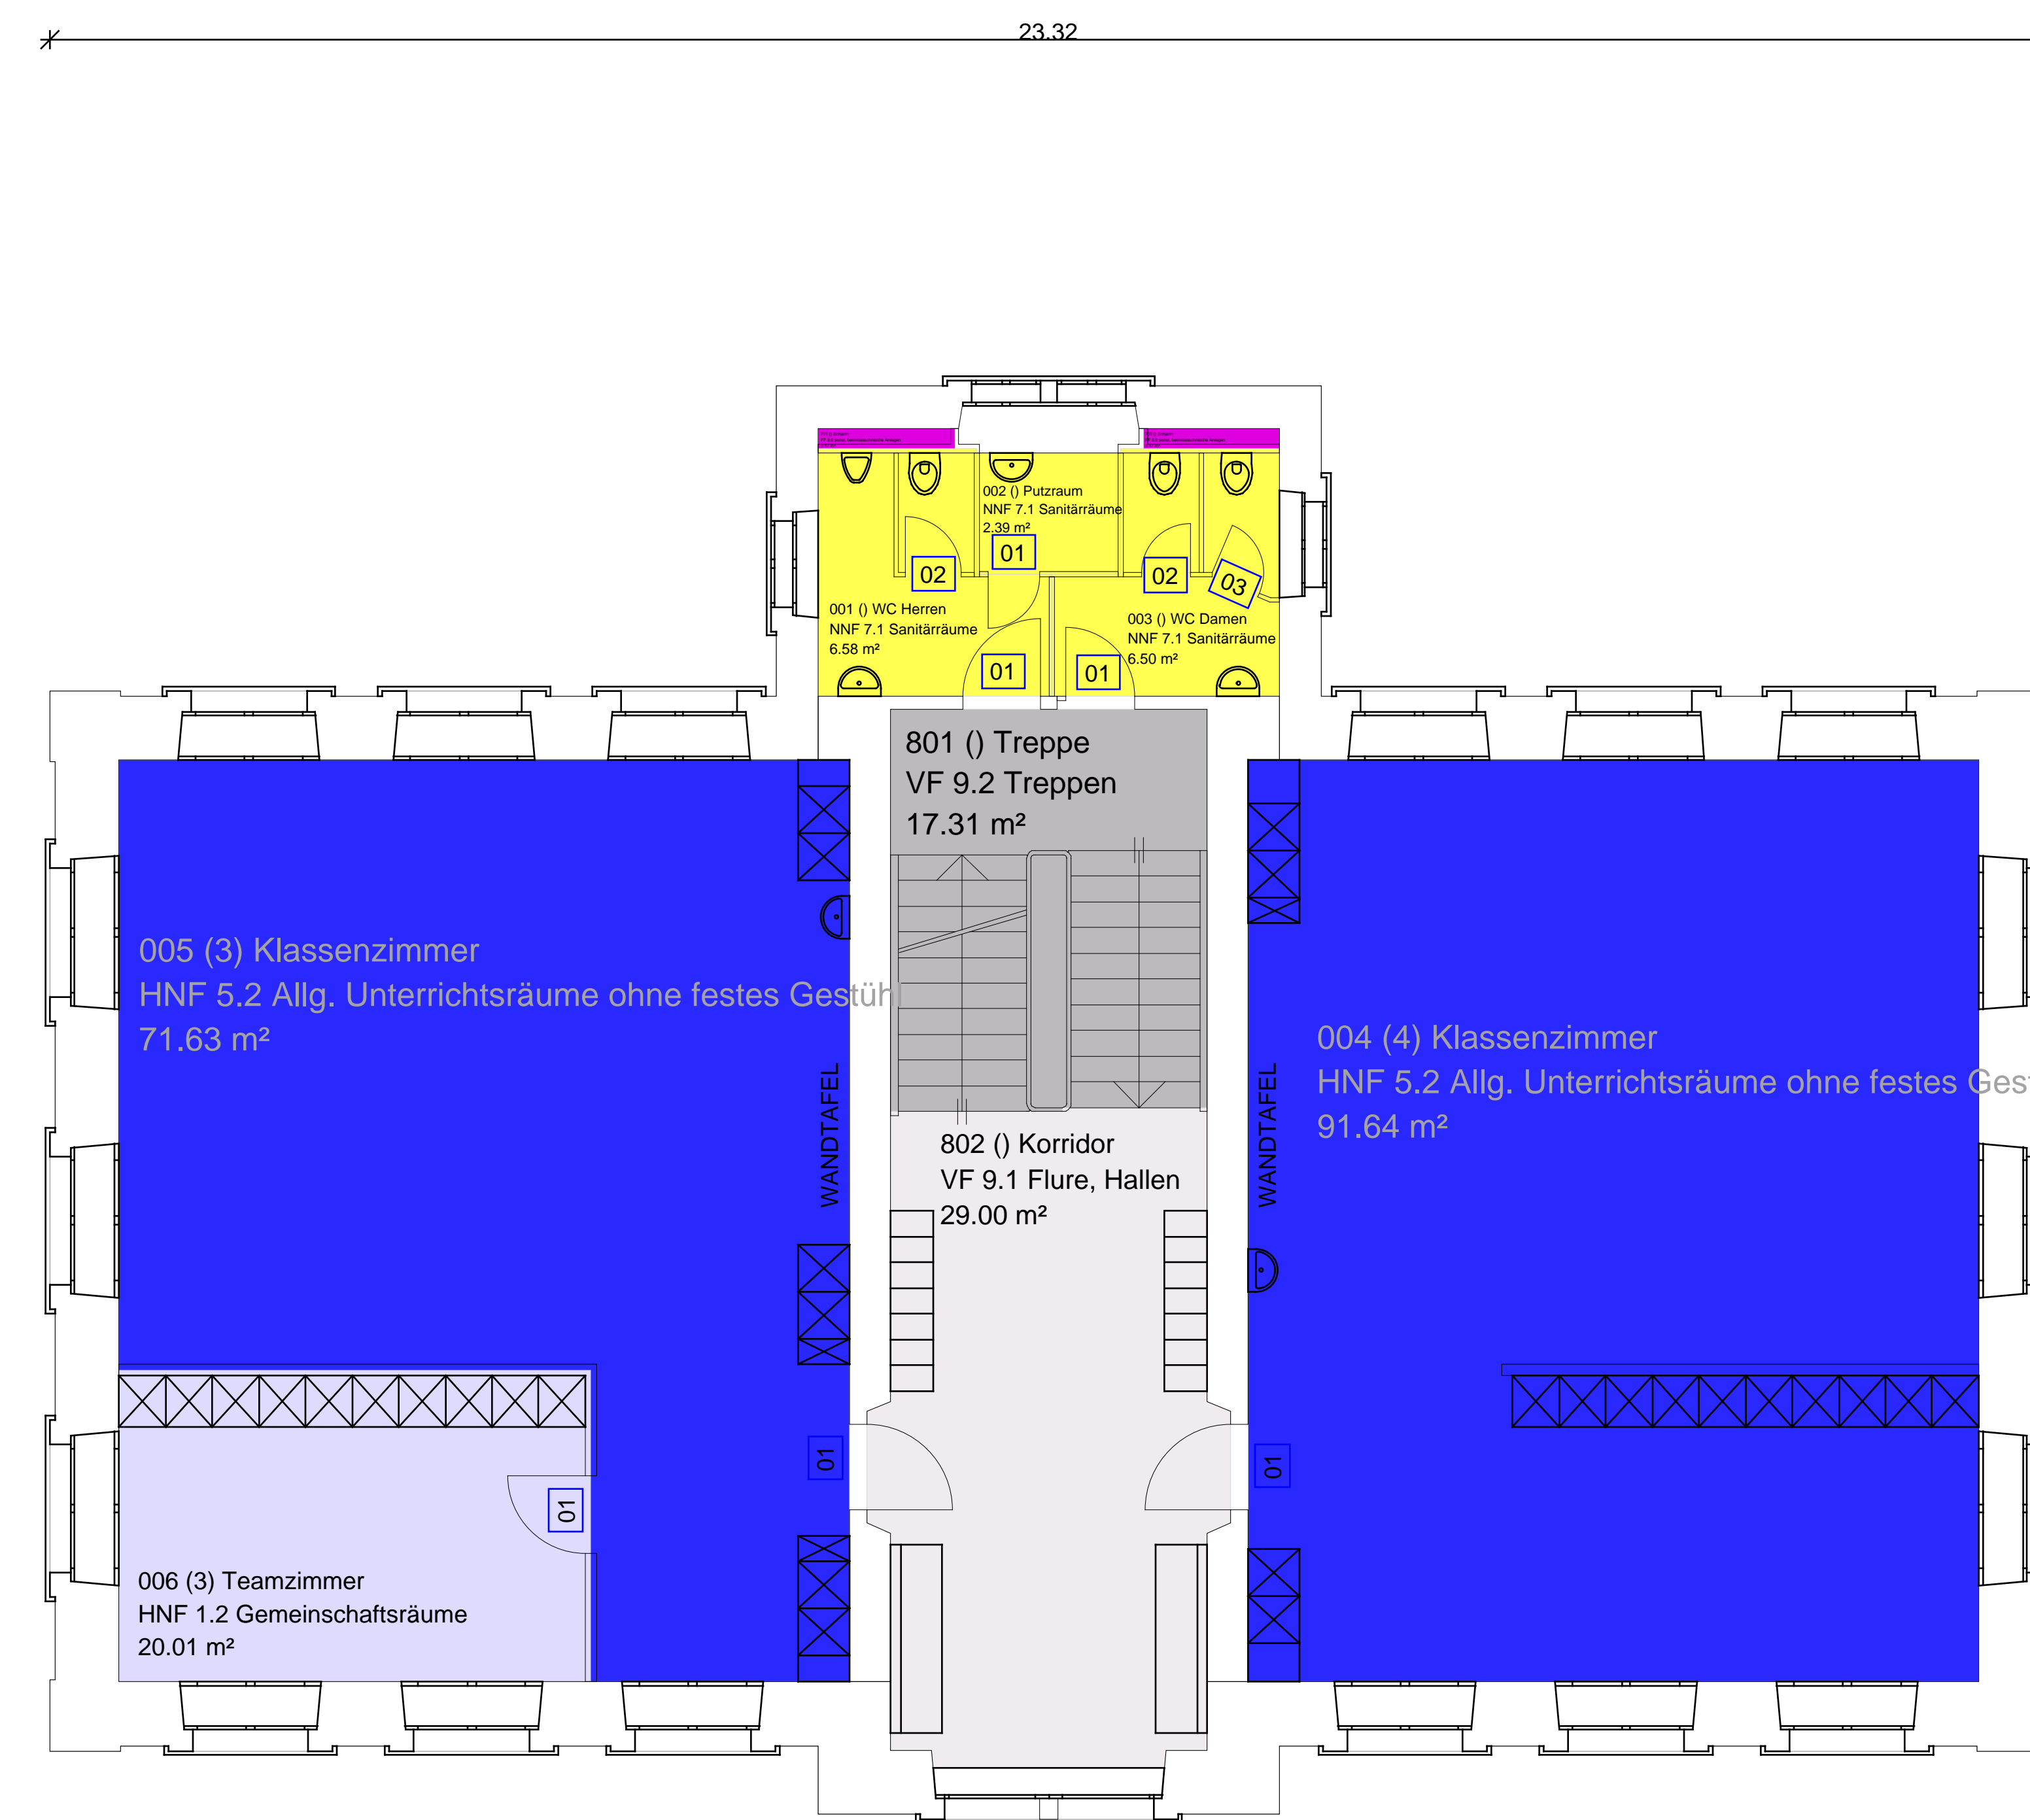 23.32
002 () Putzraum
NNF 7.1 Sanitärräume
2.39 m²
01
02
02
03
001 () WC Herren
NNF 7.1 Sanitärräume
6.58 m²
003 () WC Damen
NNF 7.1 Sanitärräume
6.50 m²
01
01
801 () Treppe
VF 9.2 Treppen
17.31 m²
005 (3) Klassenzimmer
HNF 5.2 Allg. Unterrichtsräume ohne festes Gestühl
71.63 m²
004 (4) Klassenzimmer
HNF 5.2 Allg. Unterrichtsräume ohne festes Gest
91.64 m²
WANDTAFEL
WANDTAFEL
802 () Korridor
VF 9.1 Flure, Hallen
29.00 m²
01
01
01
006 (3) Teamzimmer
HNF 1.2 Gemeinschaftsräume
20.01 m²